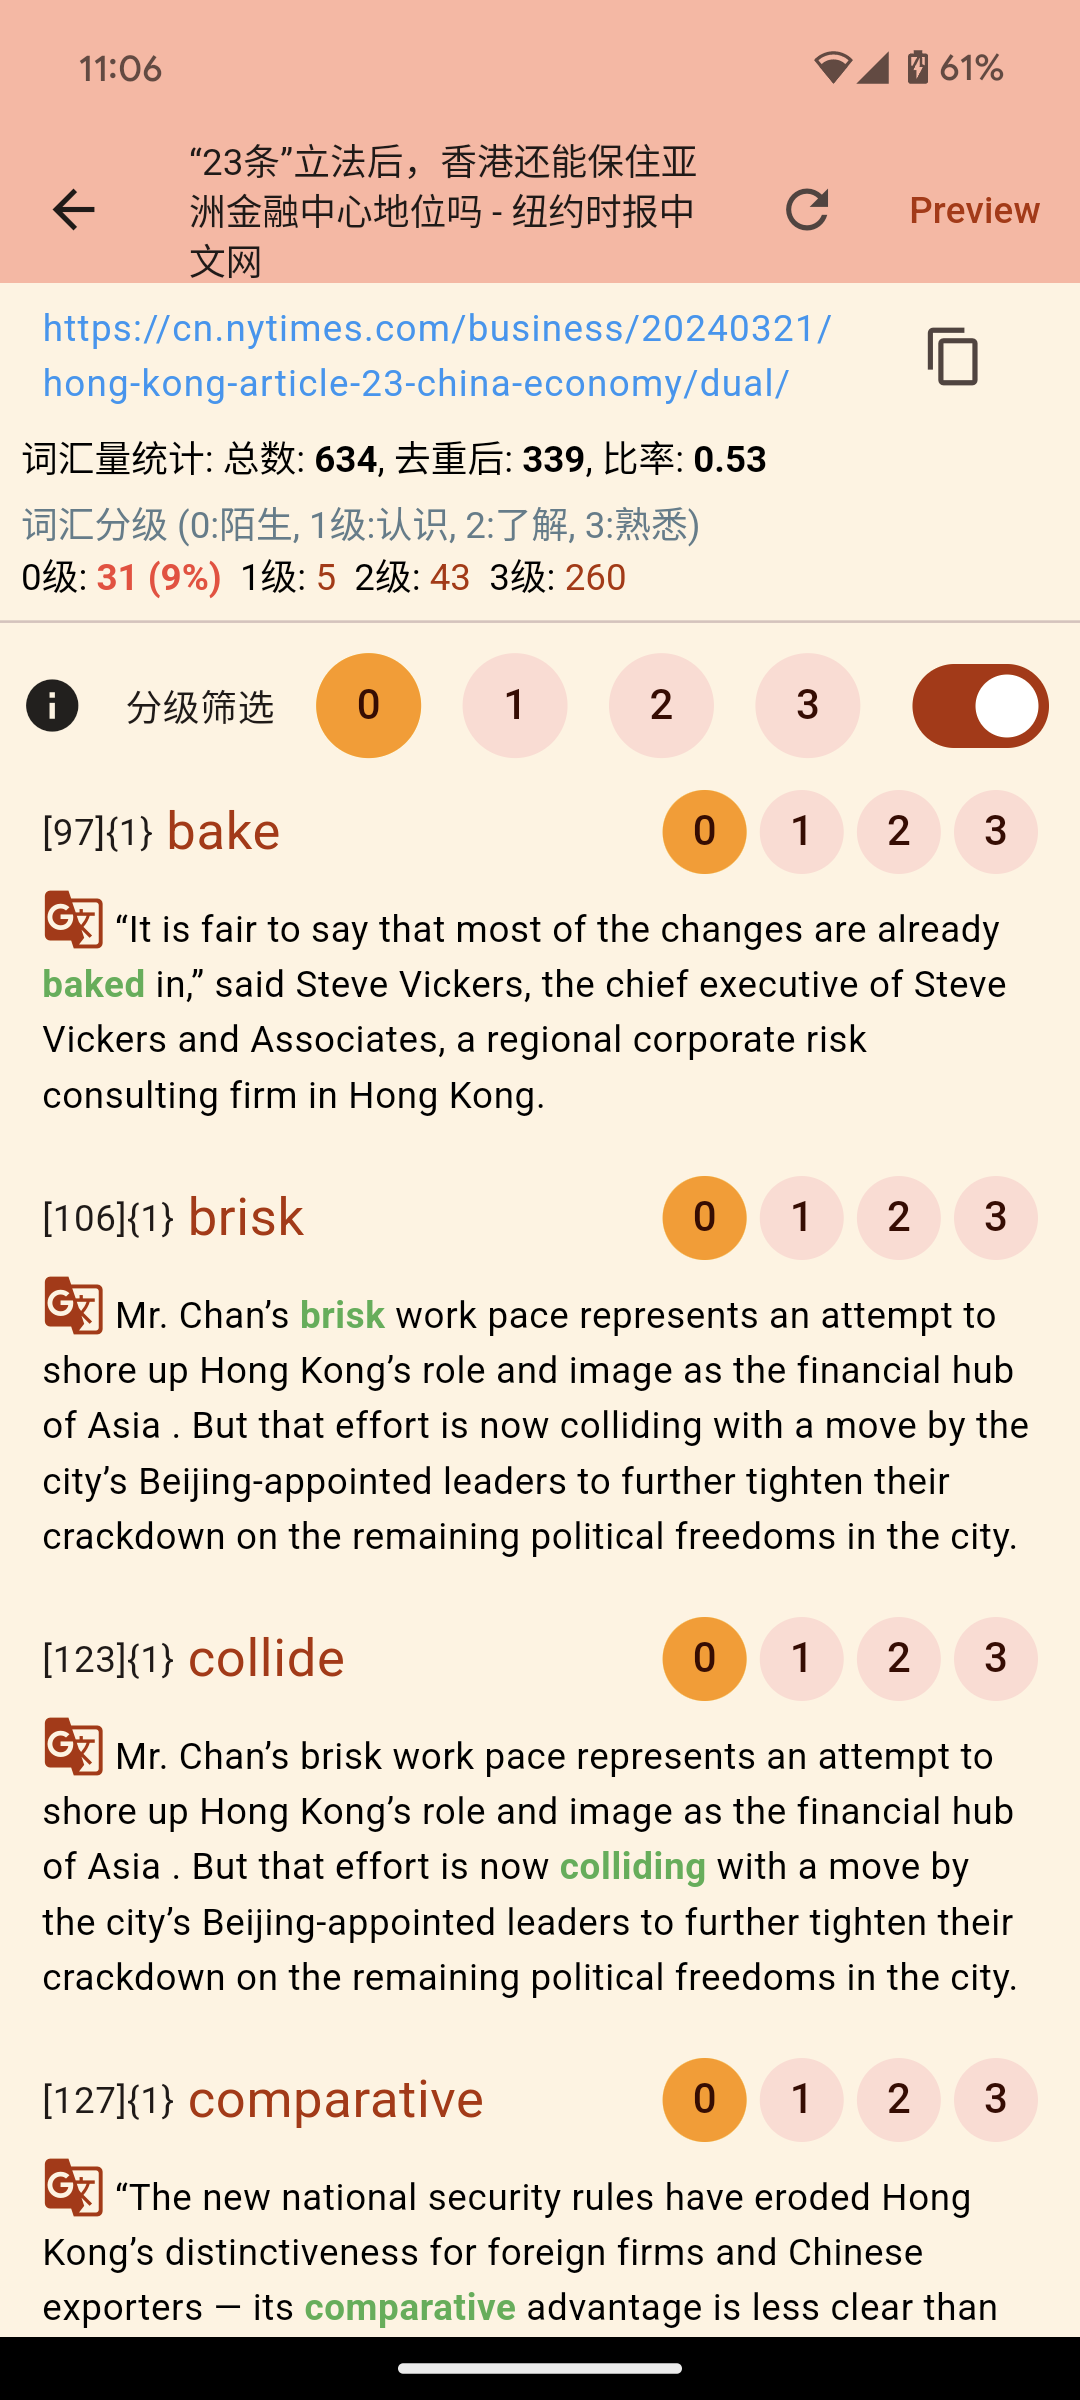 11:06
61%
“23条”立法后，香港还能保住亚
洲金融中心地位吗 - 纽约时报中
文网
Preview
https://cn.nytimes.com/business/20240321/
hong-kong-article-23-china-economy/dual/
词汇量统计: 总数: 634, 去重后: 339, 比率: 0.53
词汇分级 (0:陌生, 1级:认识, 2:了解, 3:熟悉)
0级: 31 (9%) 1级: 5 2级: 43 3级: 260
分级筛选 0 1 2 3
[97]{1} bake 0 1 2 3
“It is fair to say that most of the changes are already
baked in,” said Steve Vickers, the chief executive of Steve
Vickers and Associates, a regional corporate risk
consulting firm in Hong Kong.
[106]{1} brisk 0 1 2 3
Mr. Chan’s brisk work pace represents an attempt to
shore up Hong Kong’s role and image as the financial hub
of Asia . But that effort is now colliding with a move by the
city’s Beijing-appointed leaders to further tighten their
crackdown on the remaining political freedoms in the city.
[123]{1} collide 0 1 2 3
Mr. Chan’s brisk work pace represents an attempt to
shore up Hong Kong’s role and image as the financial hub
of Asia . But that effort is now colliding with a move by
the city’s Beijing-appointed leaders to further tighten their
crackdown on the remaining political freedoms in the city.
[127]{1} comparative 0 1 2 3
“The new national security rules have eroded Hong
Kong’s distinctiveness for foreign firms and Chinese
exporters — its comparative advantage is less clear than